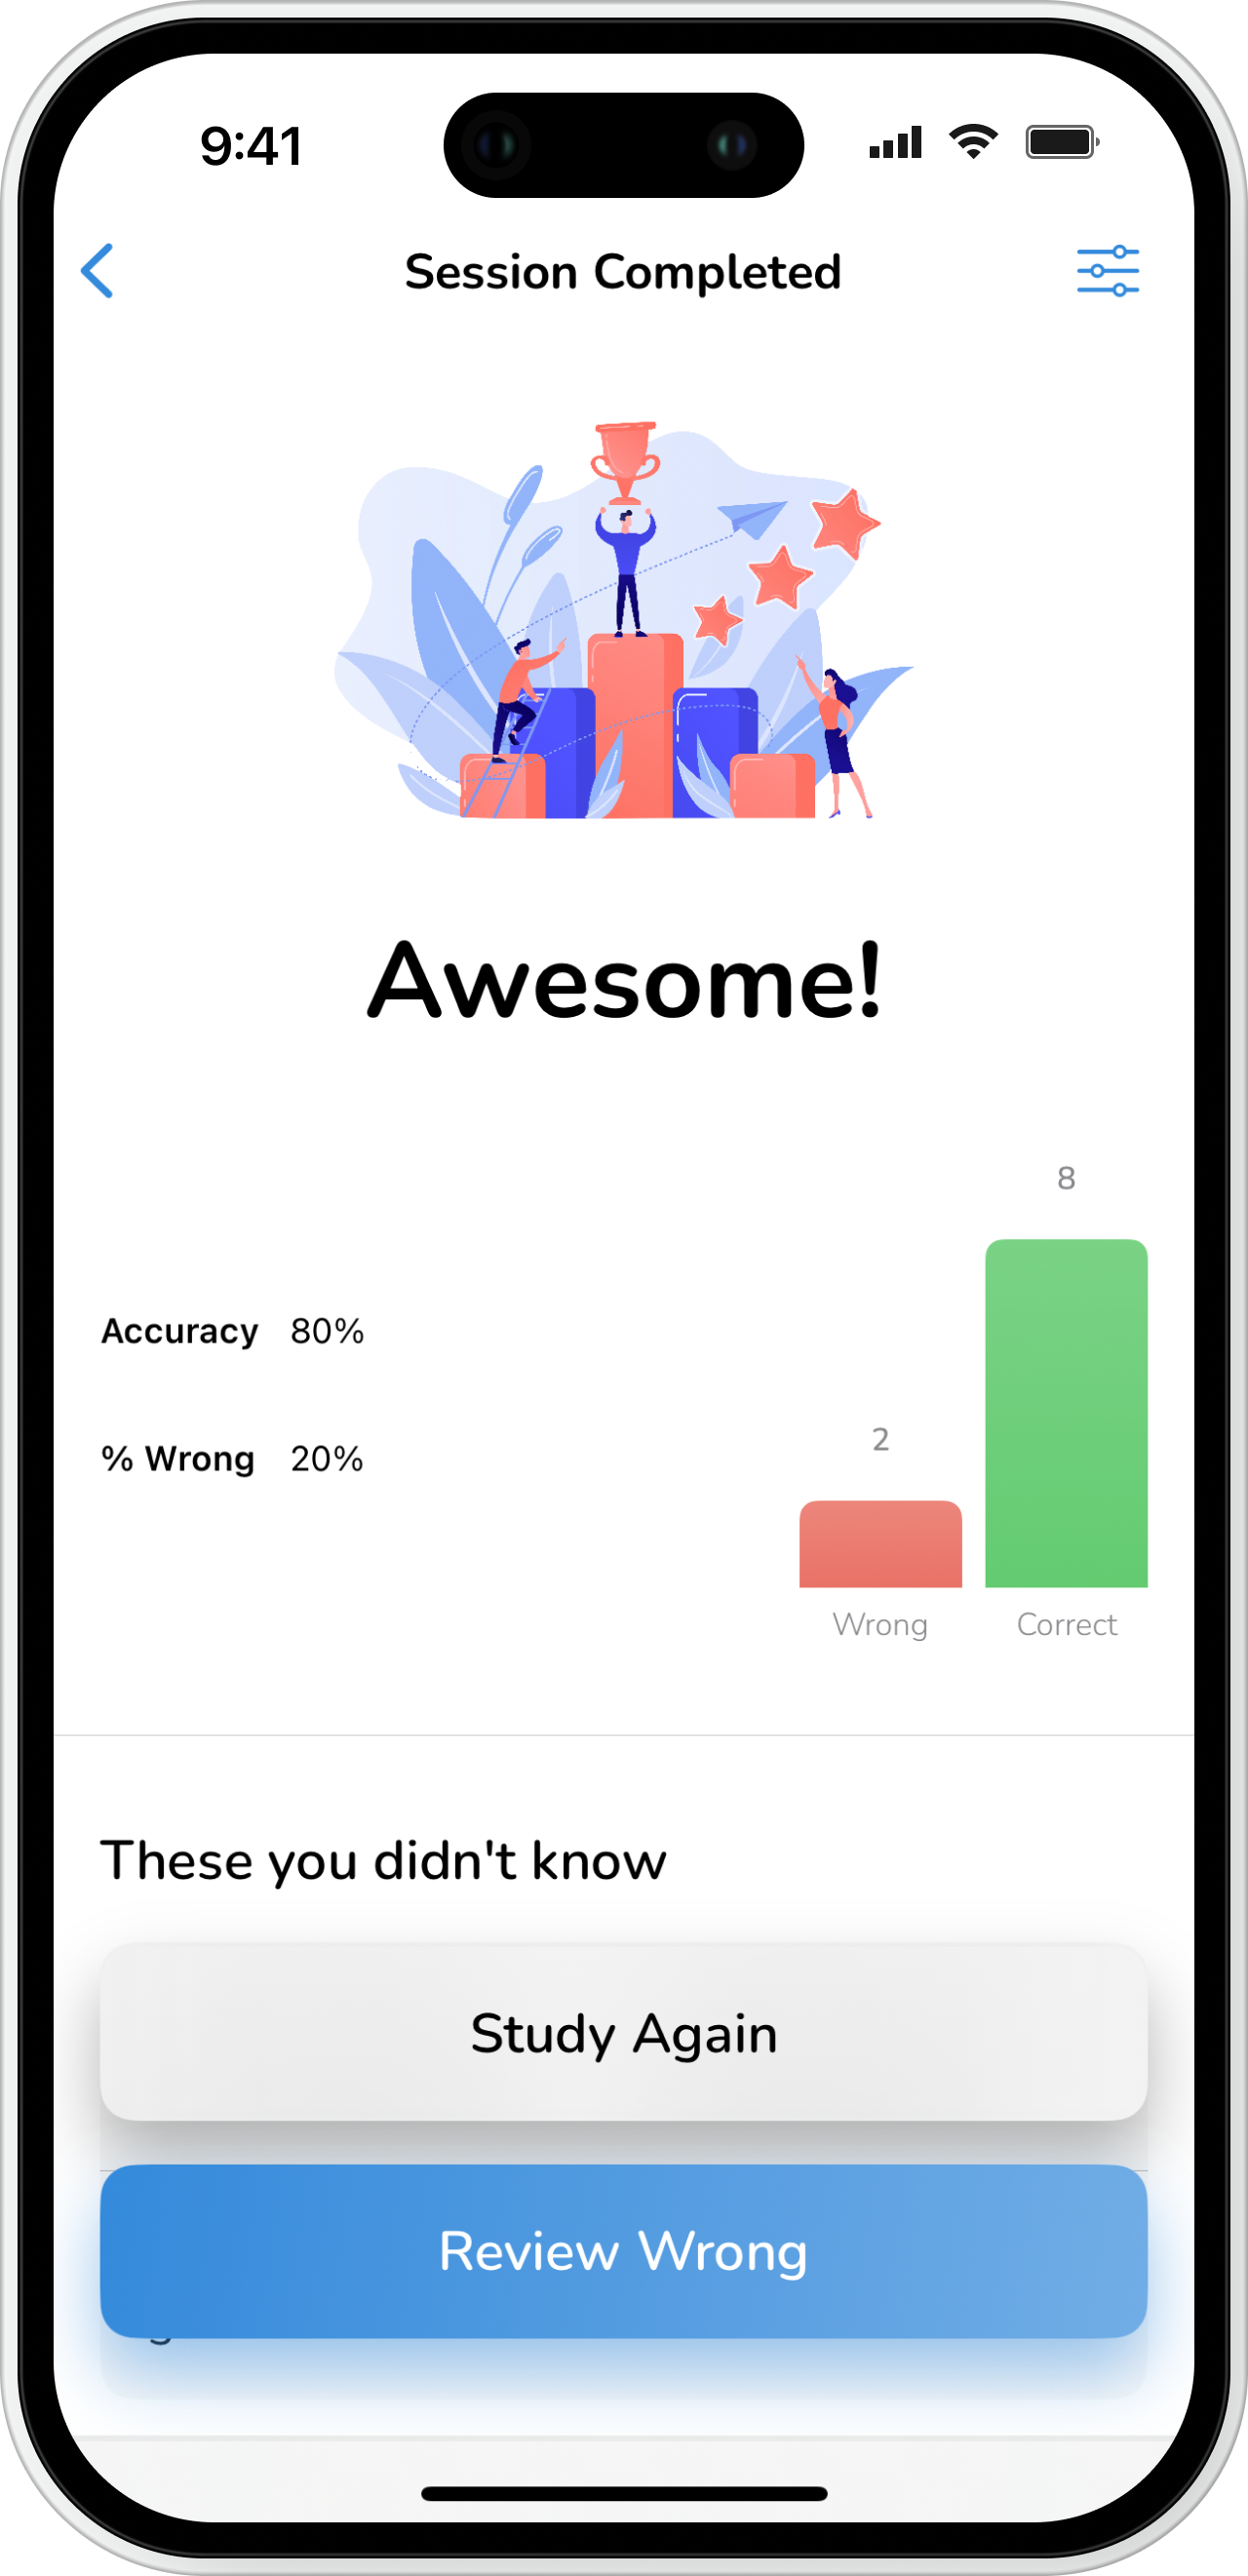 9:41
Session Completed
Awesome!
8
Accuracy 80%
2
% Wrong 20%
Wrong Correct
These you didn't know
Study Again
Review Wrong